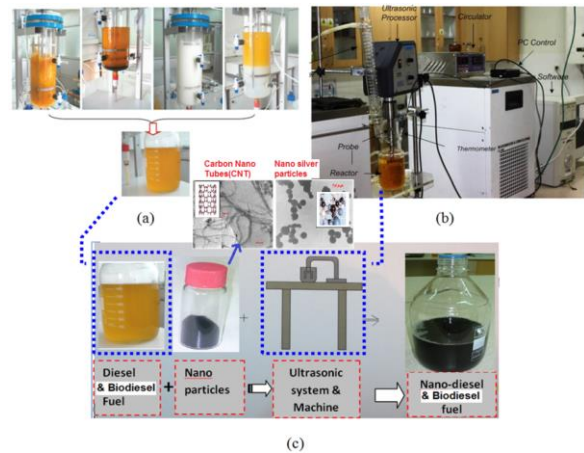 Ultrasonic
Processor
Circulator
PC Control
Software
Thermometer
Probe
Reactor
(a)
(b)
Carbon Nano
Tubes(CNT)
Nano silver
particles
Diesel
& Biodiesel
Fuel
+
Nano
particles
Ultrasonic
system &
Machine
Nano-diesel
& Biodiesel
fuel
(c)